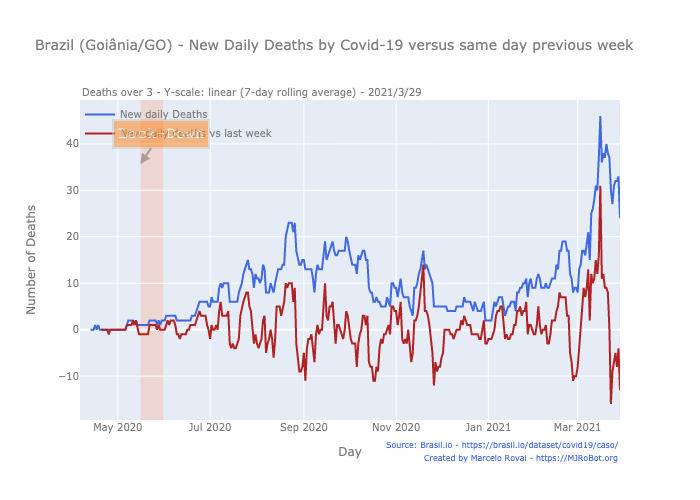 Brazil (Goiânia/GO) - New Daily Deaths by Covid-19 versus same day previous week
Deaths over 3 - Y-scale: linear (7-day rolling average) - 2021/3/29
New daily Deaths
New daily deaths vs last week
Number of Deaths
40
30
20
10
0
−10
May 2020
Jul 2020
Sep 2020
Nov 2020
Jan 2021
Mar 2021
Day
Source: Brasil.io - https://brasil.io/dataset/covid19/caso/
Created by Marcelo Rovai - https://MJRoBot.org